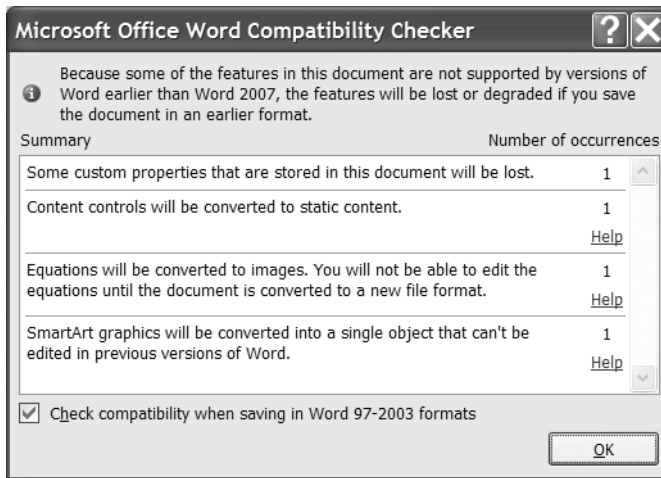 Microsoft Office Word Compatibility Checker ? X
Because some of the features in this document are not supported by versions of
Word earlier than Word 2007, the features will be lost or degraded if you save
the document in an earlier format.
Summary Number of occurrences
Some custom properties that are stored in this document will be lost. 1
Content controls will be converted to static content. 1
Help
Equations will be converted to images. You will not be able to edit the 1
equations until the document is converted to a new file format.
Help
SmartArt graphics will be converted into a single object that can't be 1
edited in previous versions of Word.
Help
Check compatibility when saving in Word 97-2003 formats
OK